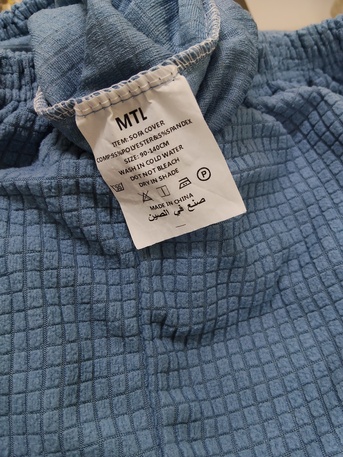 MTL
ITEM: SOFA COVER
COMP:95%POLYESTER&5%SPANDEX
SIZE: 90-140CM
WASH IN COLD WATER
DOT NOT BLEACH
DRY IN SHADE
P
MADE IN CHINA
صنع في الصين